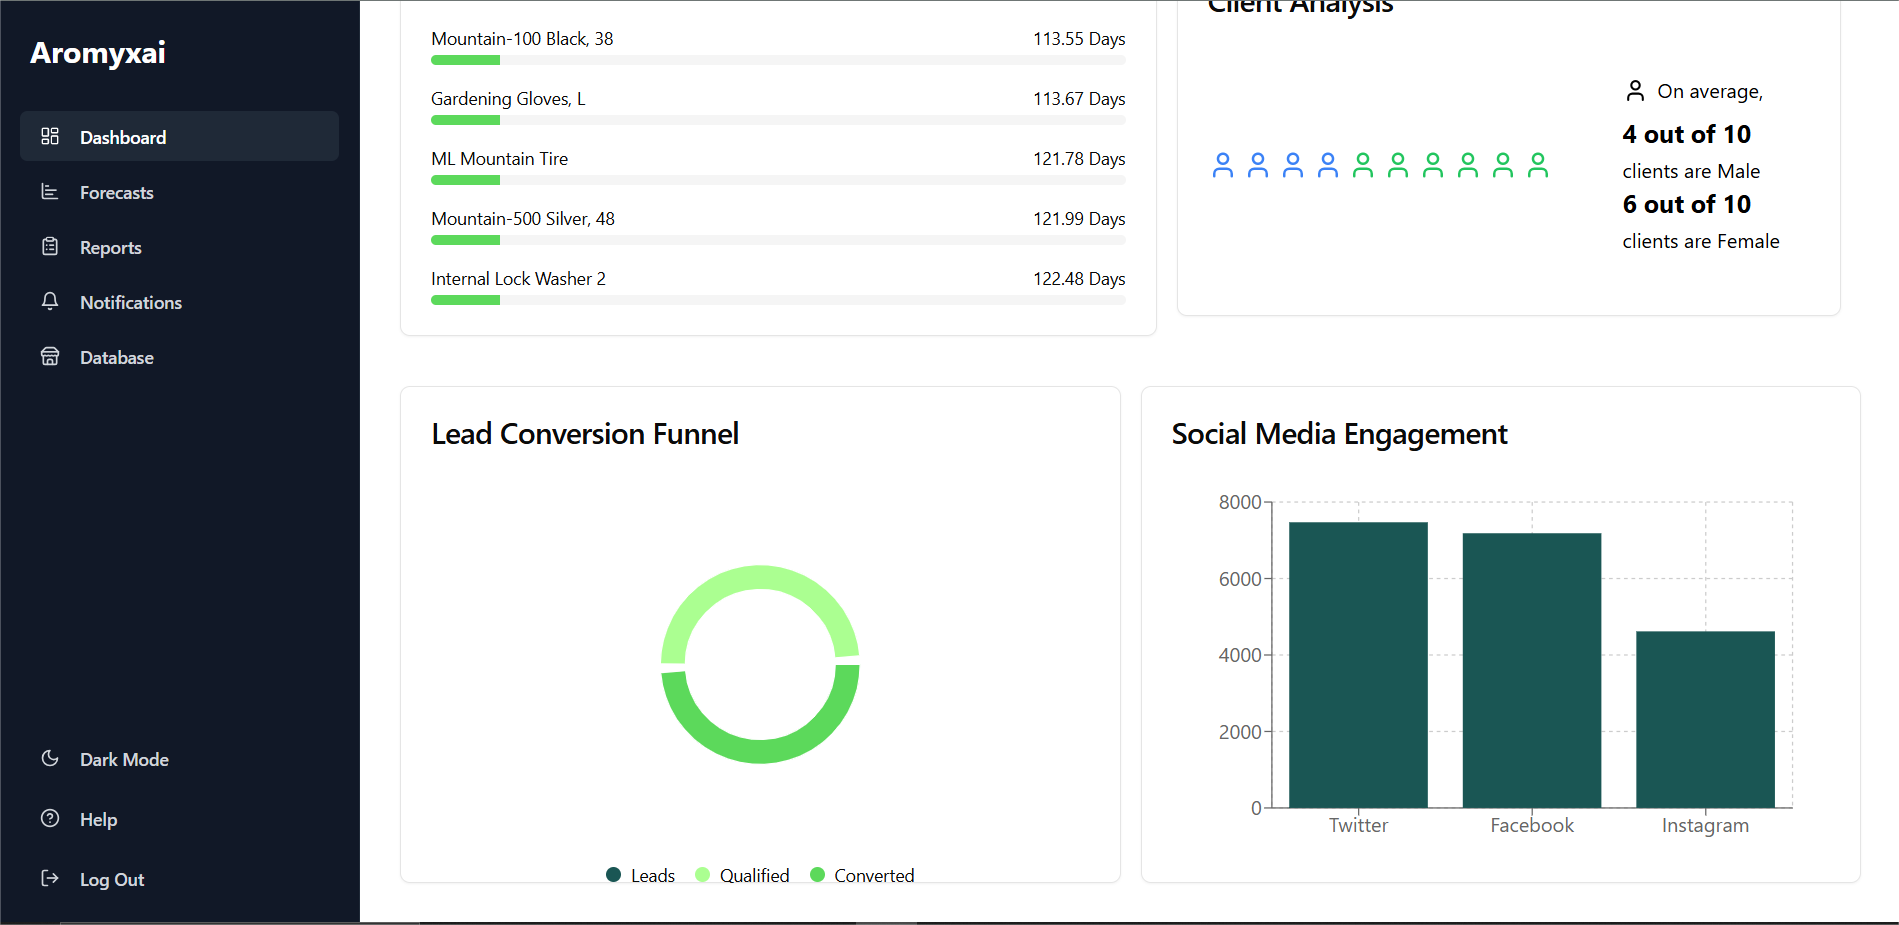 Aromyxai
Dashboard
Forecasts
Reports
Notifications
Database
Dark Mode
Help
Log Out
Mountain-100 Black, 38 113.55 Days
Gardening Gloves, L 113.67 Days
ML Mountain Tire 121.78 Days
Mountain-500 Silver, 48 121.99 Days
Internal Lock Washer 2 122.48 Days
Client Analysis
On average,
4 out of 10
clients are Male
6 out of 10
clients are Female
Lead Conversion Funnel
Leads Qualified Converted
Social Media Engagement
8000
6000
4000
2000
0
Twitter Facebook Instagram